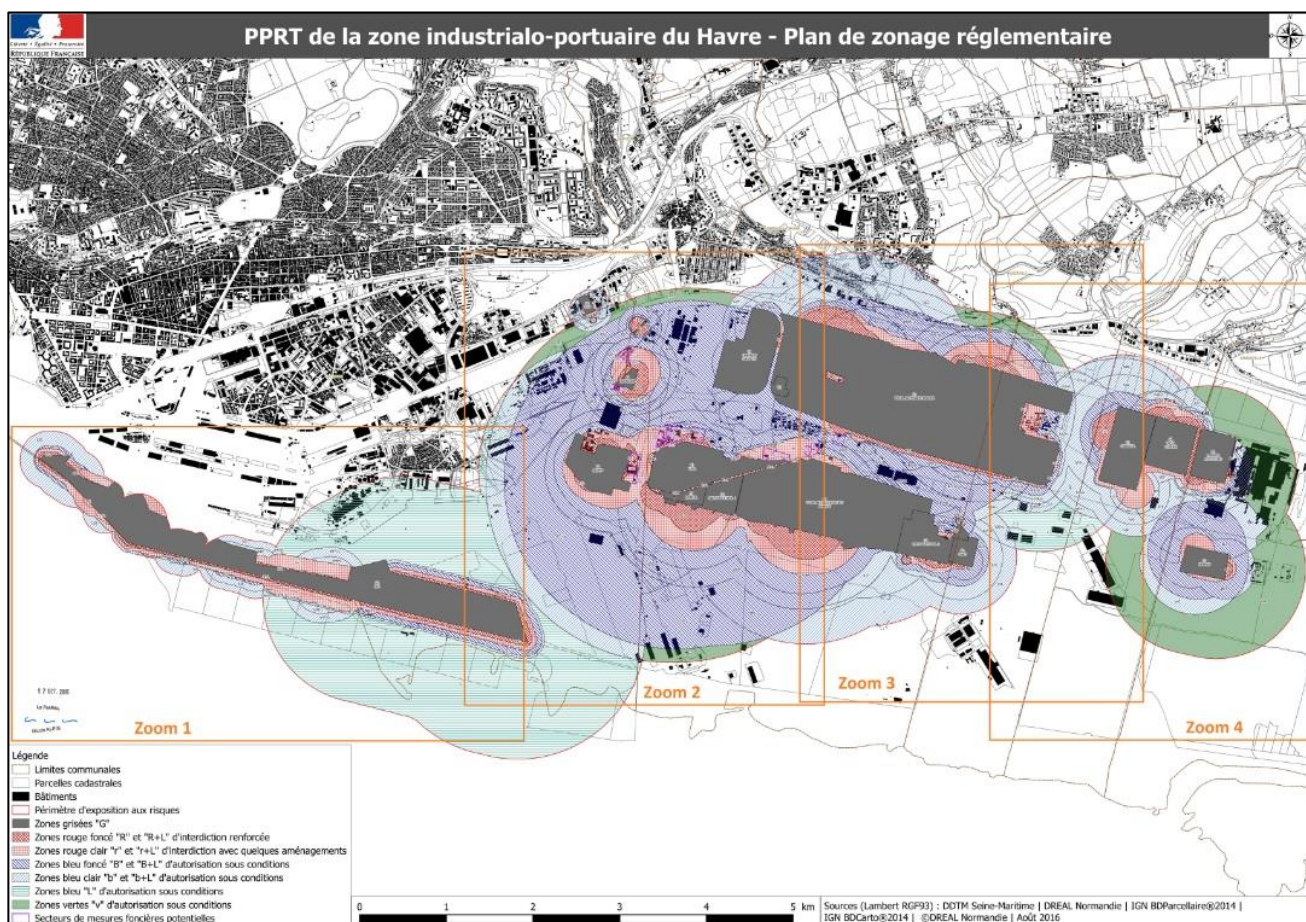 Liberté • Égalité • Fraternité
RÉPUBLIQUE FRANÇAISE
PPRT de la zone industrialo-portuaire du Havre - Plan de zonage réglementaire
Zoom 1
Zoom 2
Zoom 3
Zoom 4
Légende
Limites communales
Parcelles cadastrales
Bâtiments
Périmètre d'exposition aux risques
Zones grisées "G"
Zones rouge foncé "R" et "R+L" d'interdiction renforcée
Zones rouge clair "r" et "r+L" d'interdiction avec quelques aménagements
Zones bleu foncé "B" et "B+L" d'autorisation sous conditions
Zones bleu clair "b" et "b+L" d'autorisation sous conditions
Zones bleu "L" d'autorisation sous conditions
Zones vertes "v" d'autorisation sous conditions
Secteurs de mesures foncières potentielles
0 1 2 3 4 5 km
Sources (Lambert RGF93) : DDTM Seine-Maritime | DREAL Normandie | IGN BDParcellaire®2014 |
IGN BDCarto®2014 | ©DREAL Normandie | Août 2016